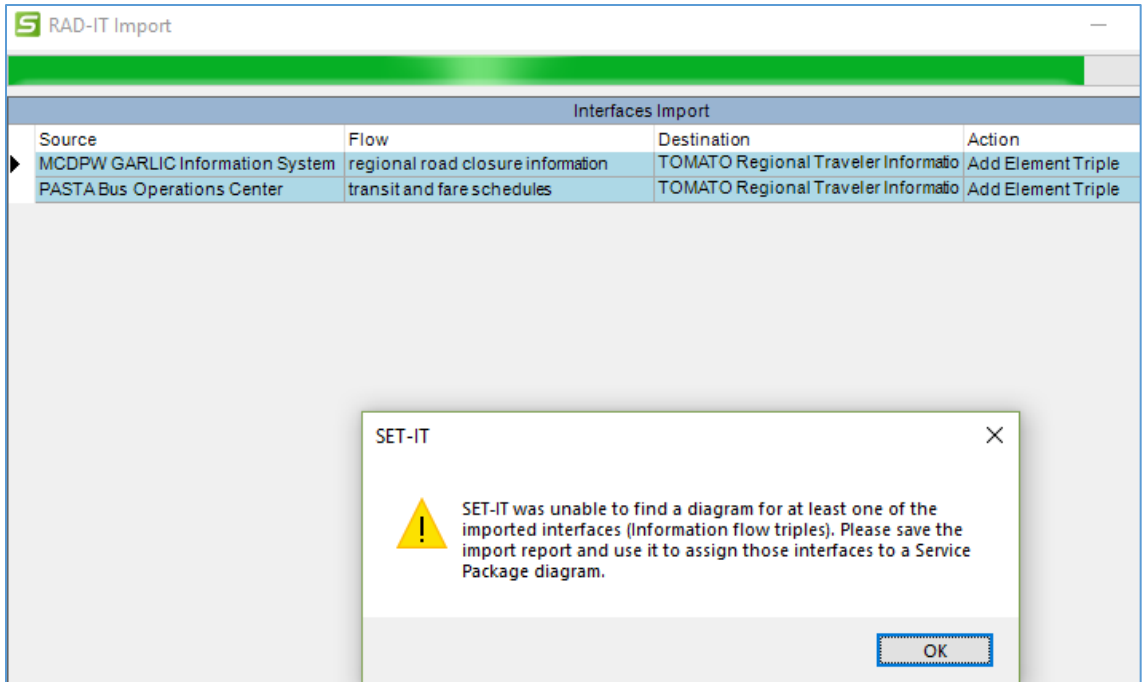 S RAD-IT Import
Interfaces Import
Source Flow Destination Action
MCDPW GARLIC Information System regional road closure information TOMATO Regional Traveler Informatio Add Element Triple
PASTA Bus Operations Center transit and fare schedules TOMATO Regional Traveler Informatio Add Element Triple
SET-IT
SET-IT was unable to find a diagram for at least one of the
imported interfaces (Information flow triples). Please save the
import report and use it to assign those interfaces to a Service
Package diagram.
OK